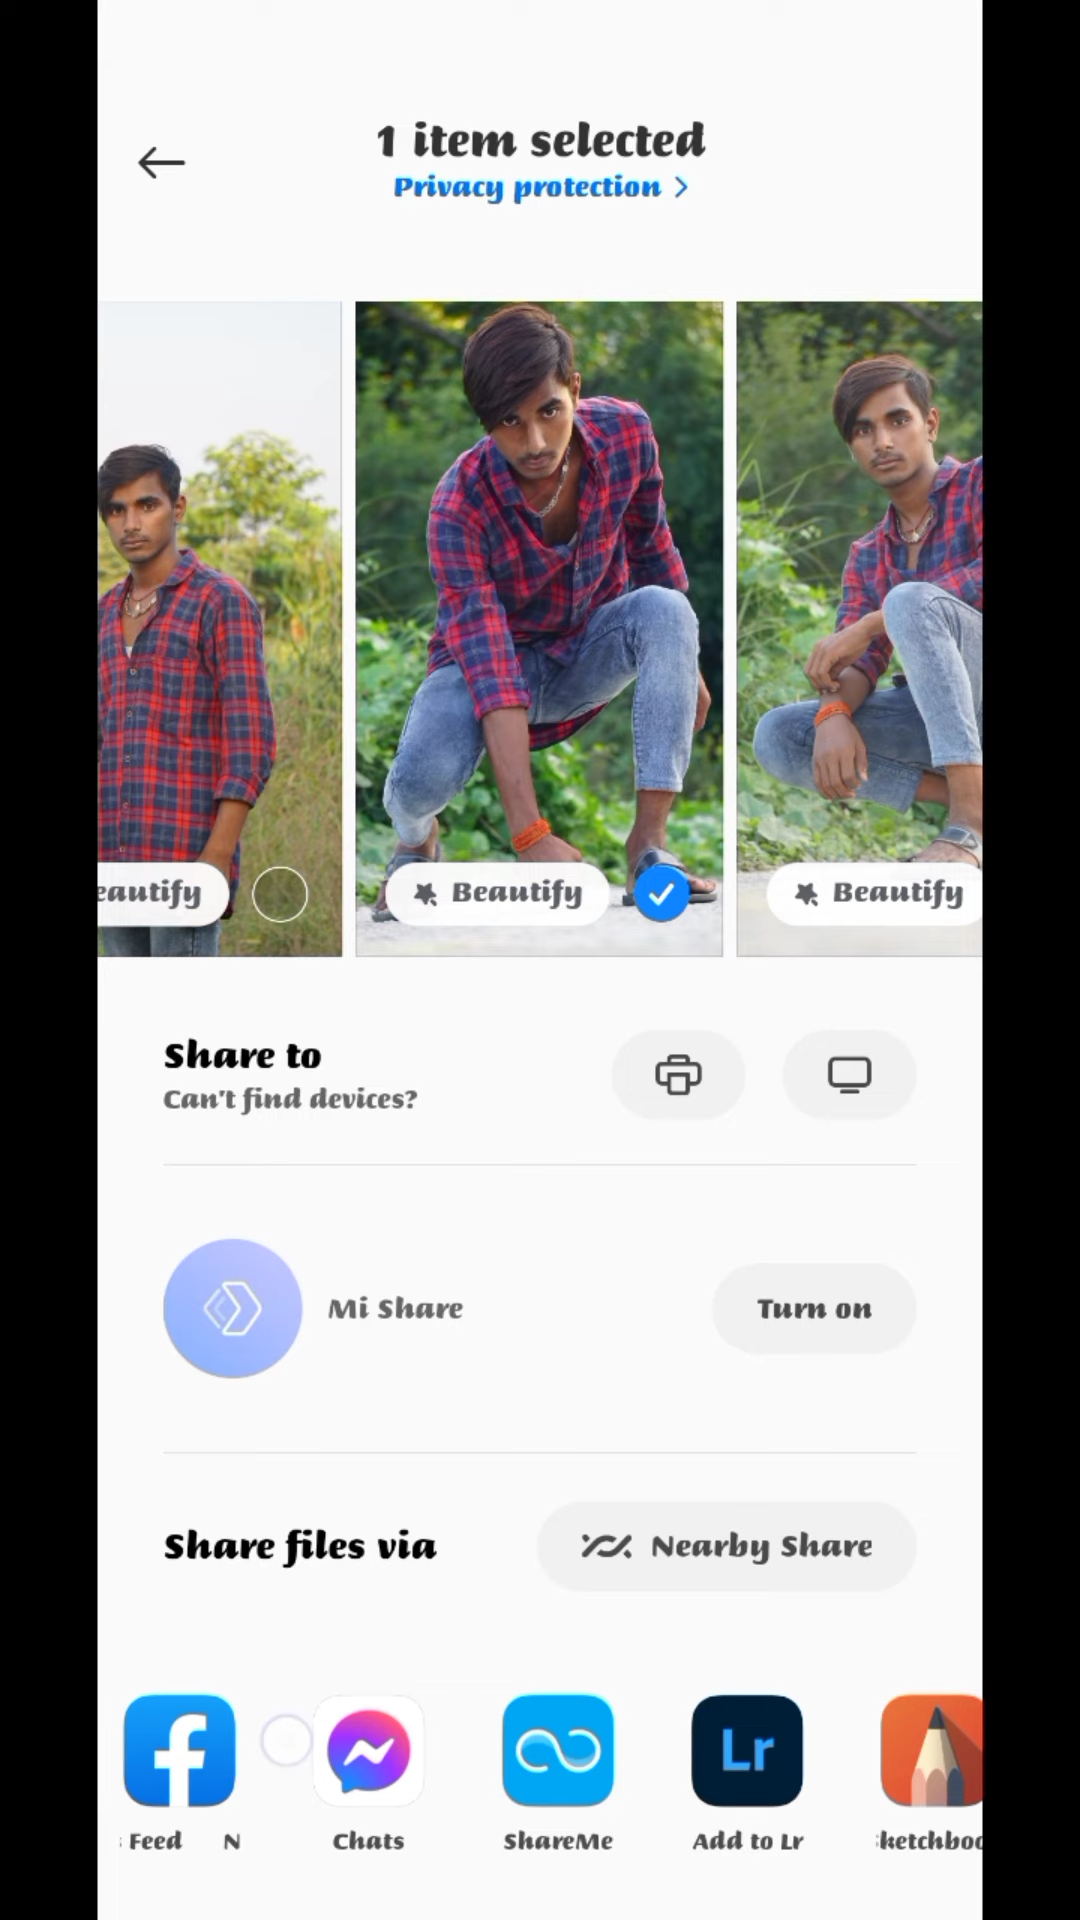 1 item selected
Privacy protection >
eautify
Beautify
Beautify
Share to
Can't find devices?
Mi Share
Turn on
Share files via
Nearby Share
Lr
s Feed N
Chats
ShareMe
Add to Lr
Sketchboo